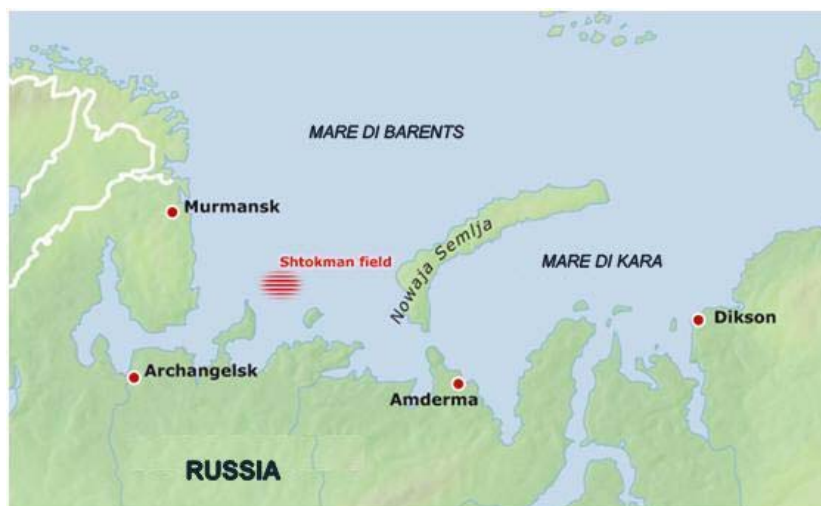 MARE DI BARENTS
Murmansk
Shtokman field
Nowaja Semlja
MARE DI KARA
Dikson
Archangelsk
Amderma
RUSSIA